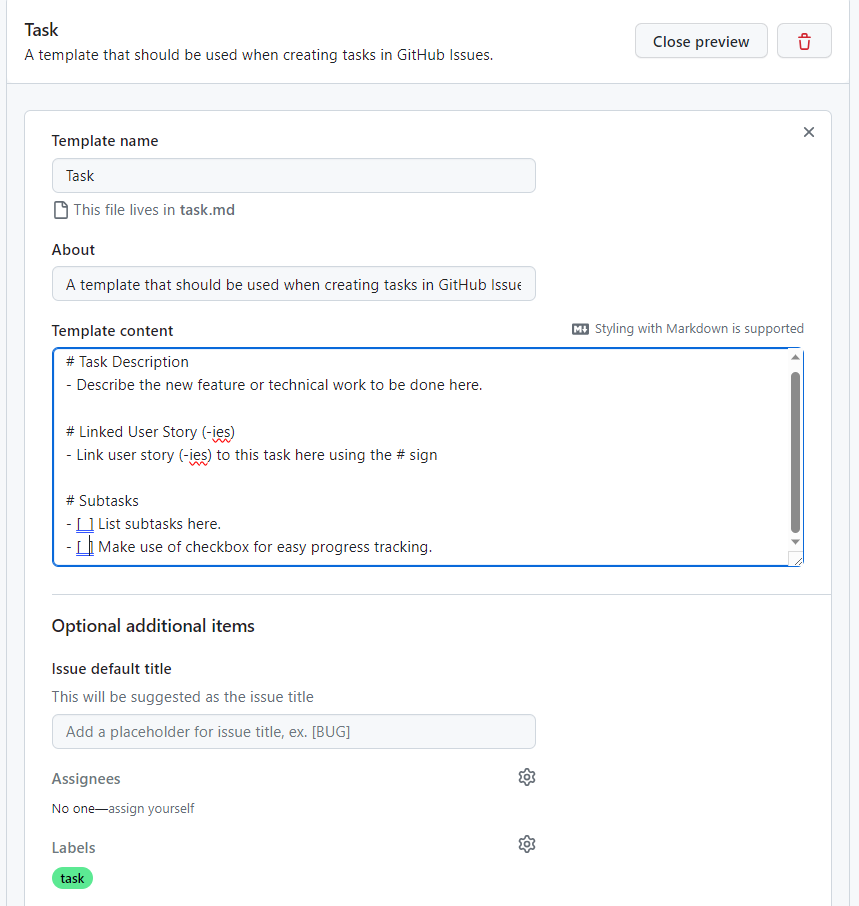 Task
A template that should be used when creating tasks in GitHub Issues.
Close preview
Template name
Task
This file lives in task.md
About
A template that should be used when creating tasks in GitHub Issue
Template content
Styling with Markdown is supported
# Task Description
- Describe the new feature or technical work to be done here.
# Linked User Story (-ies)
- Link user story (-ies) to this task here using the # sign
# Subtasks
- [ ] List subtasks here.
- [ ] Make use of checkbox for easy progress tracking.
Optional additional items
Issue default title
This will be suggested as the issue title
Add a placeholder for issue title, ex. [BUG]
Assignees
No one—assign yourself
Labels
task